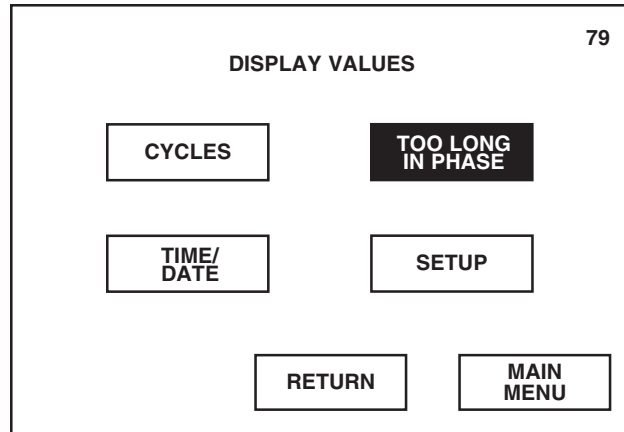 79
DISPLAY VALUES
CYCLES
TOO LONG
IN PHASE
TIME/
DATE
SETUP
RETURN
MAIN
MENU